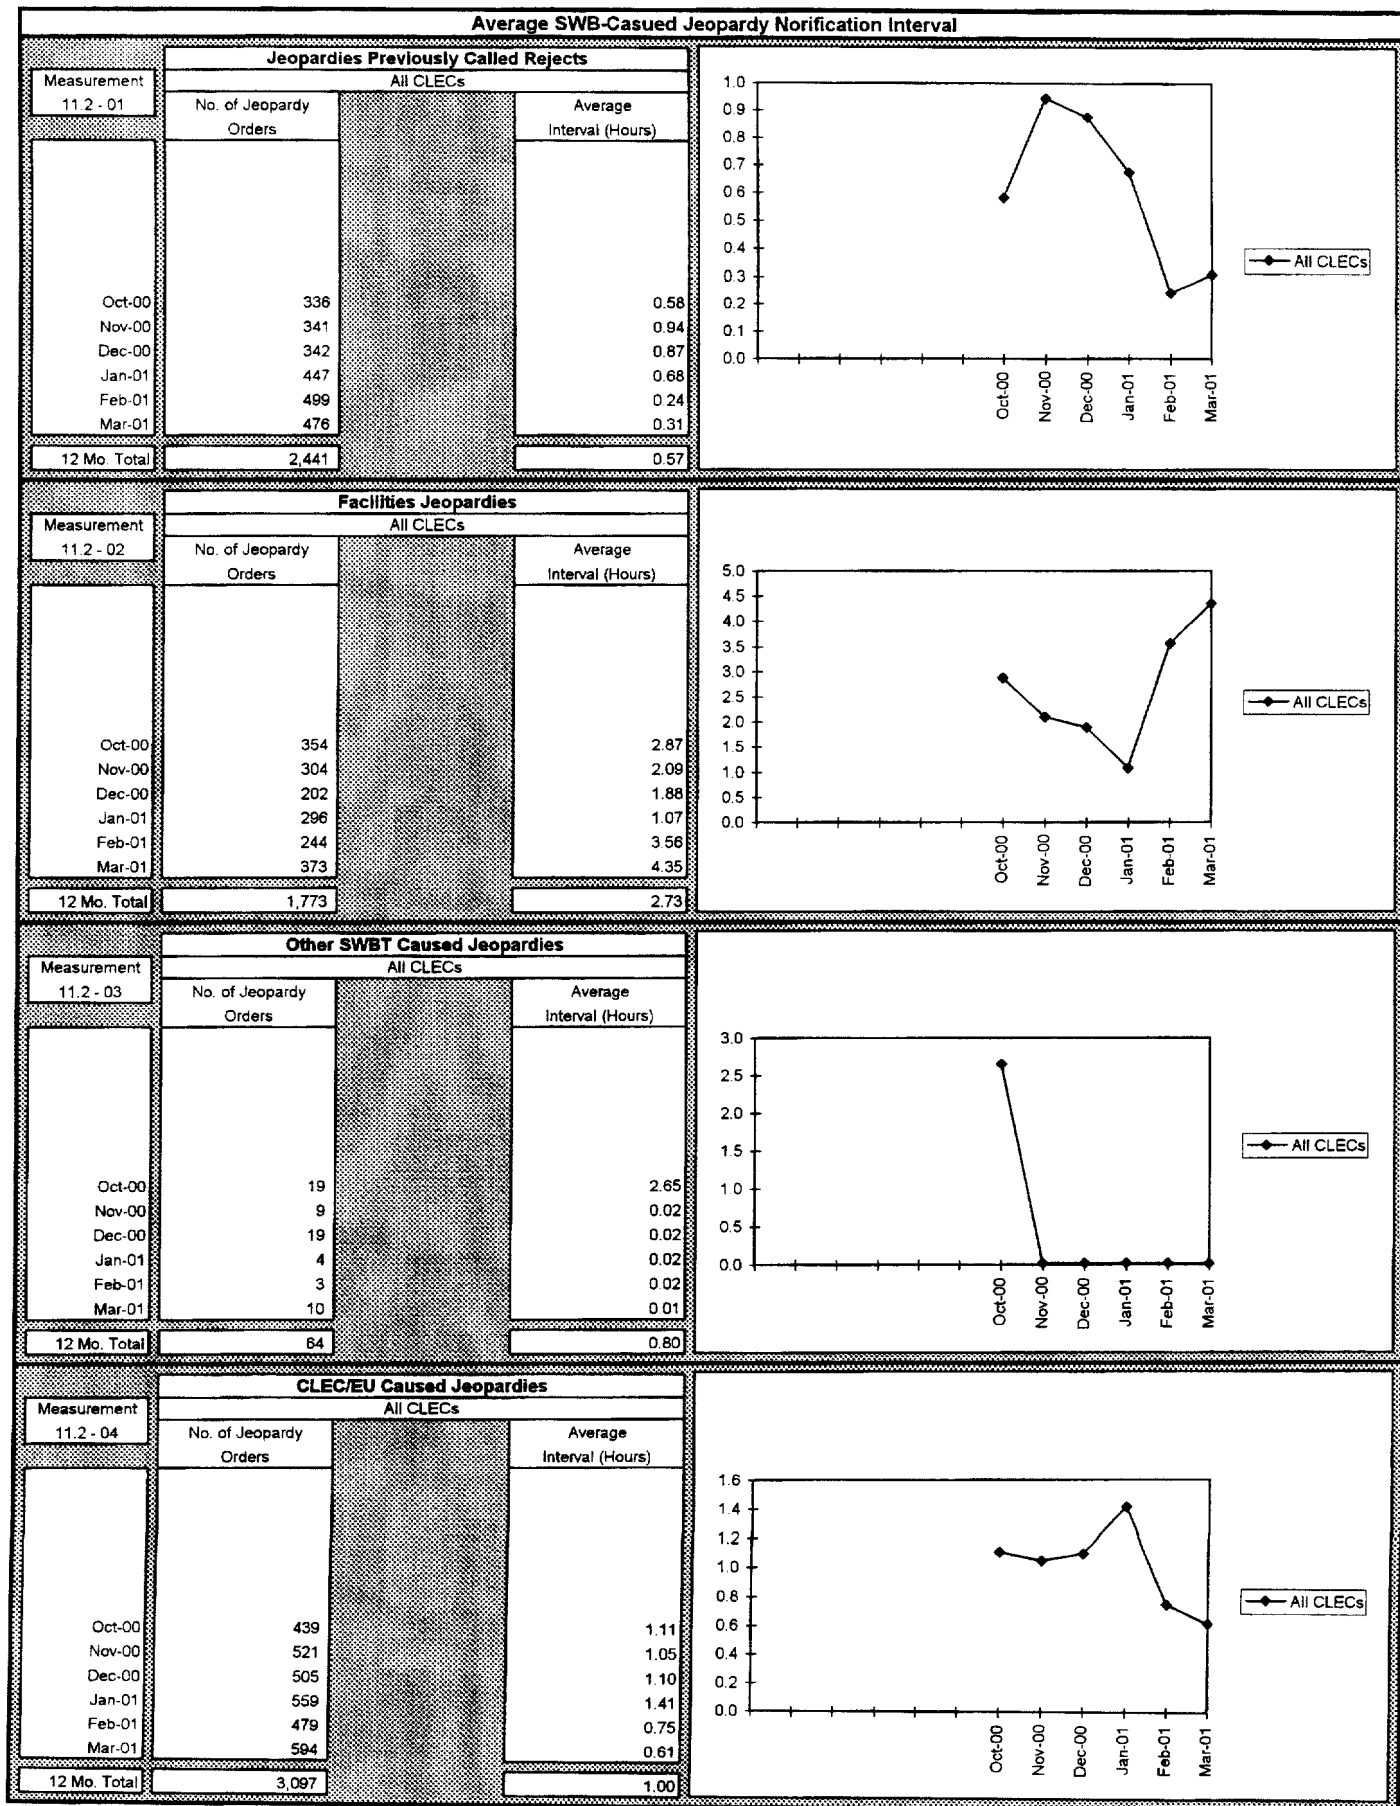 Average SWB-Casued Jeopardy Norification Interval
Jeopardies Previously Called Rejects
Measurement All CLECs
11.2 - 01 No. of Jeopardy Average
Orders Interval (Hours)
Oct-00 336 0.58
Nov-00 341 0.94
Dec-00 342 0.87
Jan-01 447 0.68
Feb-01 499 0.24
Mar-01 476 0.31
12 Mo. Total 2,441 0.57
1.0
0.9
0.8
0.7
0.6
0.5
0.4
0.3
0.2
0.1
0.0
Oct-00 Nov-00 Dec-00 Jan-01 Feb-01 Mar-01
All CLECs
Facilities Jeopardies
Measurement All CLECs
11.2 - 02 No. of Jeopardy Average
Orders Interval (Hours)
Oct-00 354 2.87
Nov-00 304 2.09
Dec-00 202 1.88
Jan-01 296 1.07
Feb-01 244 3.56
Mar-01 373 4.35
12 Mo. Total 1,773 2.73
5.0
4.5
4.0
3.5
3.0
2.5
2.0
1.5
1.0
0.5
0.0
Oct-00 Nov-00 Dec-00 Jan-01 Feb-01 Mar-01
All CLECs
Other SWBT Caused Jeopardies
Measurement All CLECs
11.2 - 03 No. of Jeopardy Average
Orders Interval (Hours)
Oct-00 19 2.65
Nov-00 9 0.02
Dec-00 19 0.02
Jan-01 4 0.02
Feb-01 3 0.02
Mar-01 10 0.01
12 Mo. Total 64 0.80
3.0
2.5
2.0
1.5
1.0
0.5
0.0
Oct-00 Nov-00 Dec-00 Jan-01 Feb-01 Mar-01
All CLECs
CLEC/EU Caused Jeopardies
Measurement All CLECs
11.2 - 04 No. of Jeopardy Average
Orders Interval (Hours)
Oct-00 439 1.11
Nov-00 521 1.05
Dec-00 505 1.10
Jan-01 559 1.41
Feb-01 479 0.75
Mar-01 594 0.61
12 Mo. Total 3,097 1.00
1.6
1.4
1.2
1.0
0.8
0.6
0.4
0.2
0.0
Oct-00 Nov-00 Dec-00 Jan-01 Feb-01 Mar-01
All CLECs